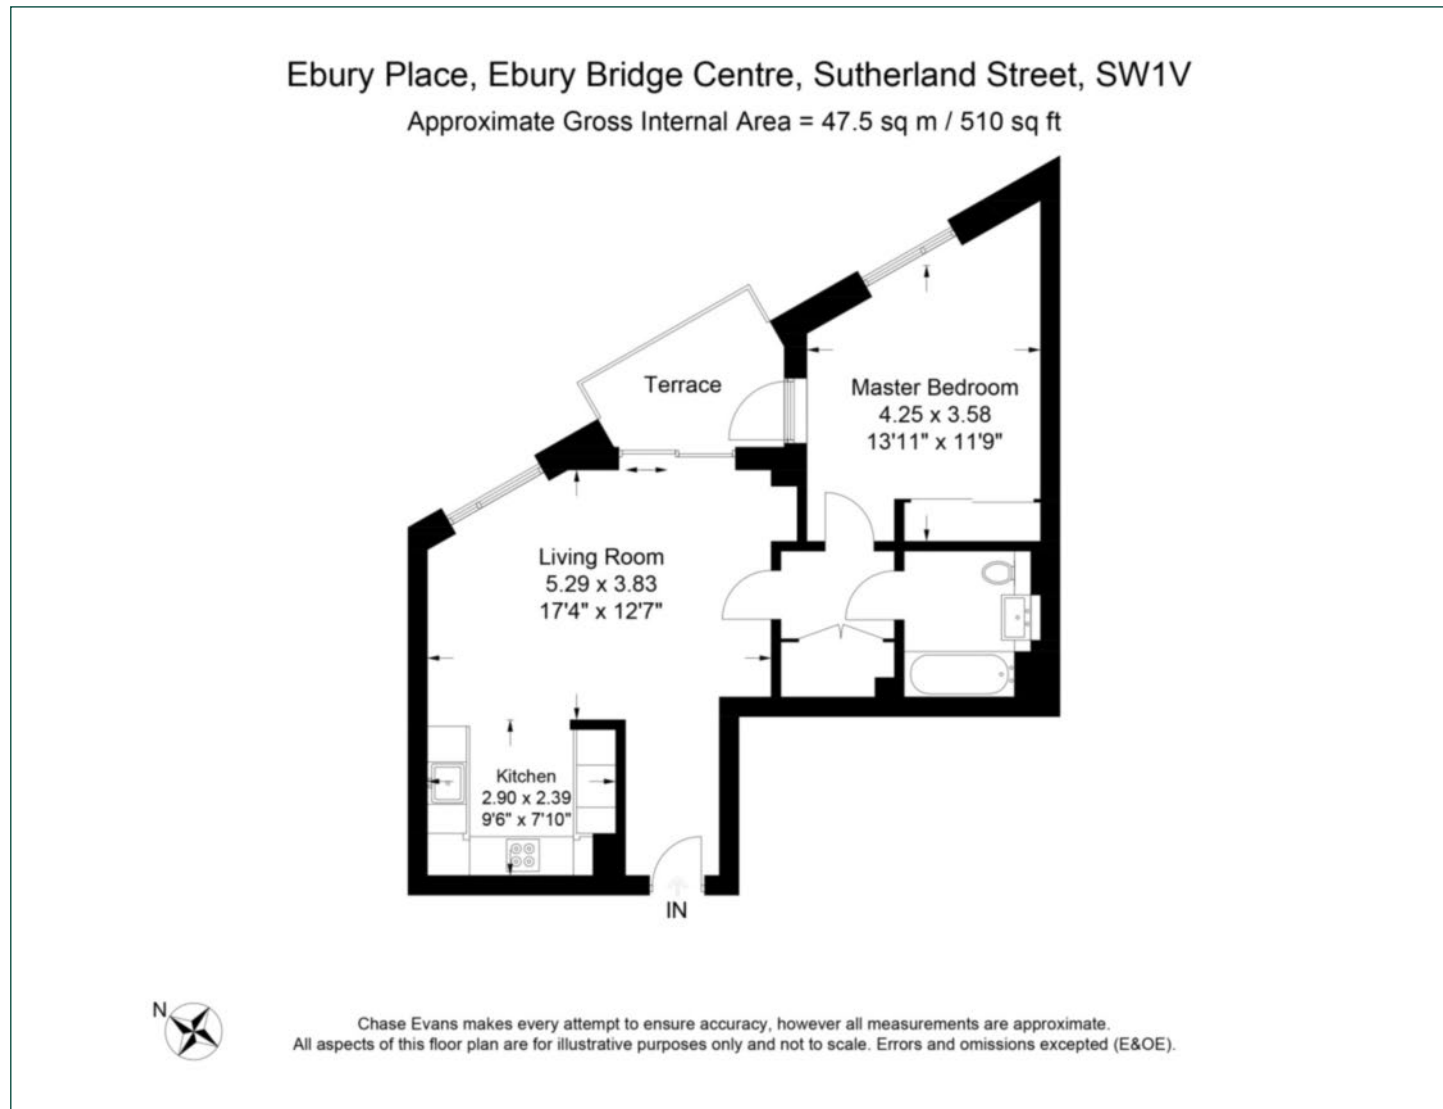 Ebury Place, Ebury Bridge Centre, Sutherland Street, SW1V
Approximate Gross Internal Area = 47.5 sq m / 510 sq ft
Terrace
Master Bedroom
4.25 x 3.58
13'11" x 11'9"
Living Room
5.29 x 3.83
17'4" x 12'7"
Kitchen
2.90 x 2.39
9'6" x 7'10"
IN
N
Chase Evans makes every attempt to ensure accuracy, however all measurements are approximate.
All aspects of this floor plan are for illustrative purposes only and not to scale. Errors and omissions excepted (E&OE).